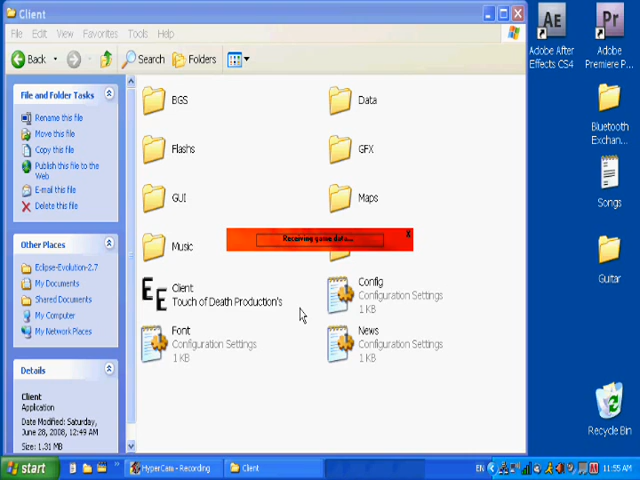 Client
File Edit View Favorites Tools Help
Back Search Folders
File and Folder Tasks
Rename this file
Move this file
Copy this file
Publish this file to the
Web
E-mail this file
Delete this file
Other Places
Eclipse-Evolution-2.7
My Documents
Shared Documents
My Computer
My Network Places
Details
Client
Application
Date Modified: Saturday,
June 28, 2008, 12:49 AM
Size: 1.31 MB
BGS
Data
Flashs
GFX
GUI
Maps
Music
Receiving game dat...
X
Client
Touch of Death Production's
Config
Configuration Settings
1 KB
Font
Configuration Settings
1 KB
News
Configuration Settings
1 KB
Adobe After
Effects CS4
Adobe
Premiere P...
Bluetooth
Exchan...
Songs
Guitar
Recycle Bin
start
HyperCam - Recording
Client
EN
11:55 AM